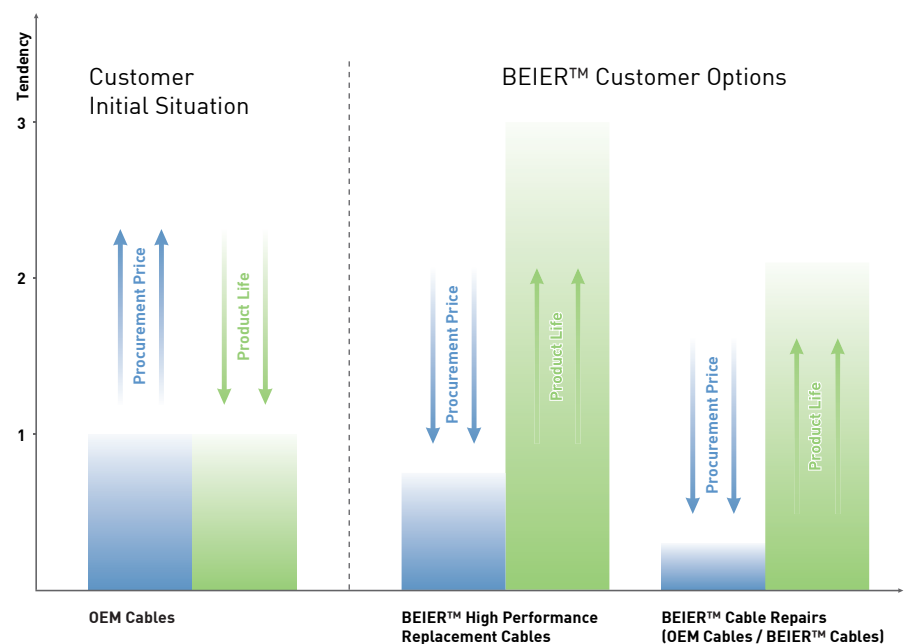 Tendency
3
2
1
Customer
Initial Situation
BEIER™ Customer Options
Procurement Price
Product Life
Procurement Price
Product Life
Procurement Price
Product Life
OEM Cables
BEIER™ High Performance
Replacement Cables
BEIER™ Cable Repairs
(OEM Cables / BEIER™ Cables)